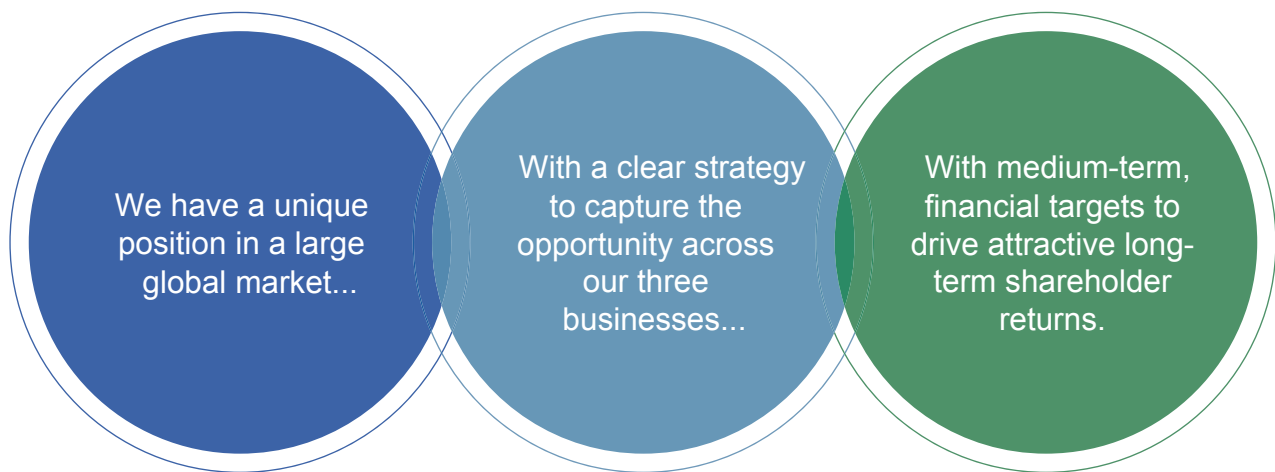 We have a unique
position in a large
global market...
With a clear strategy
to capture the
opportunity across
our three
businesses...
With medium-term,
financial targets to
drive attractive long-
term shareholder
returns.